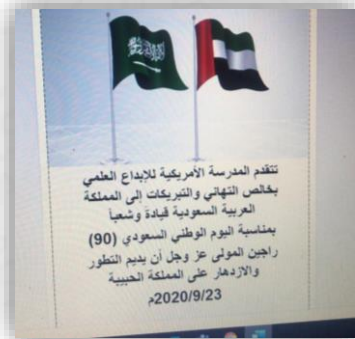 تتقدم المدرسة الأمريكية للإبداع العلمي
بخالص التهاني والتبريكات إلى المملكة
العربية السعودية قيادة وشعباً
بمناسبة اليوم الوطني السعودي (90)
راجين المولى عز وجل أن يديم التطور
والازدهار على المملكة الحبيبة
2020/9/23م